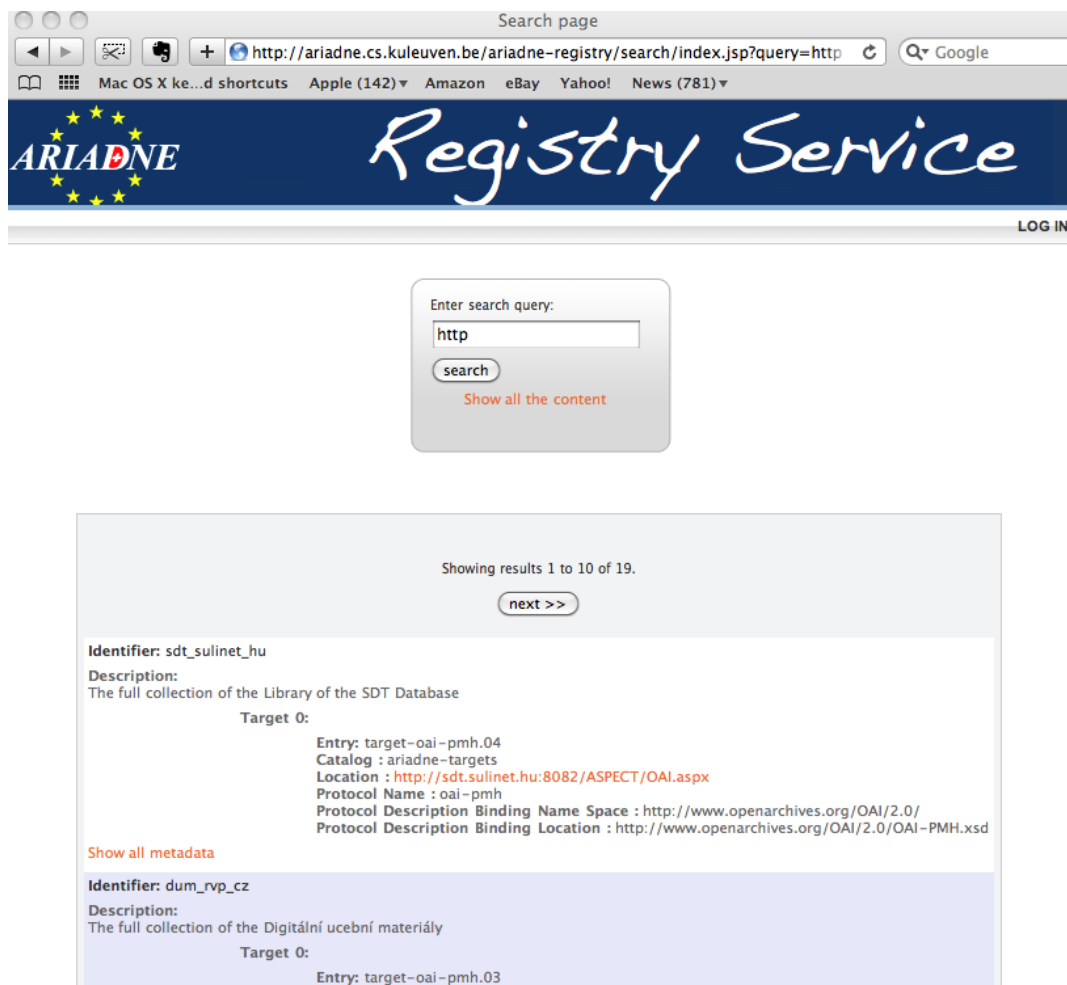 Search page
http://ariadne.cs.kuleuven.be/ariadne-registry/search/index.jsp?query=http
Google
Mac OS X ke...d shortcuts Apple (142) Amazon eBay Yahoo! News (781)
ARIADNE
Registry Service
LOG IN
Enter search query:
http
search
Show all the content
Showing results 1 to 10 of 19.
next >>
Identifier: sdt_sulinet_hu
Description:
The full collection of the Library of the SDT Database
Target 0:
Entry: target-oai-pmh.04
Catalog : ariadne-targets
Location : http://sdt.sulinet.hu:8082/ASPECT/OAI.aspx
Protocol Name : oai-pmh
Protocol Description Binding Name Space : http://www.openarchives.org/OAI/2.0/
Protocol Description Binding Location : http://www.openarchives.org/OAI/2.0/OAI-PMH.xsd
Show all metadata
Identifier: dum_rvp_cz
Description:
The full collection of the Digitální ucební materiály
Target 0:
Entry: target-oai-pmh.03